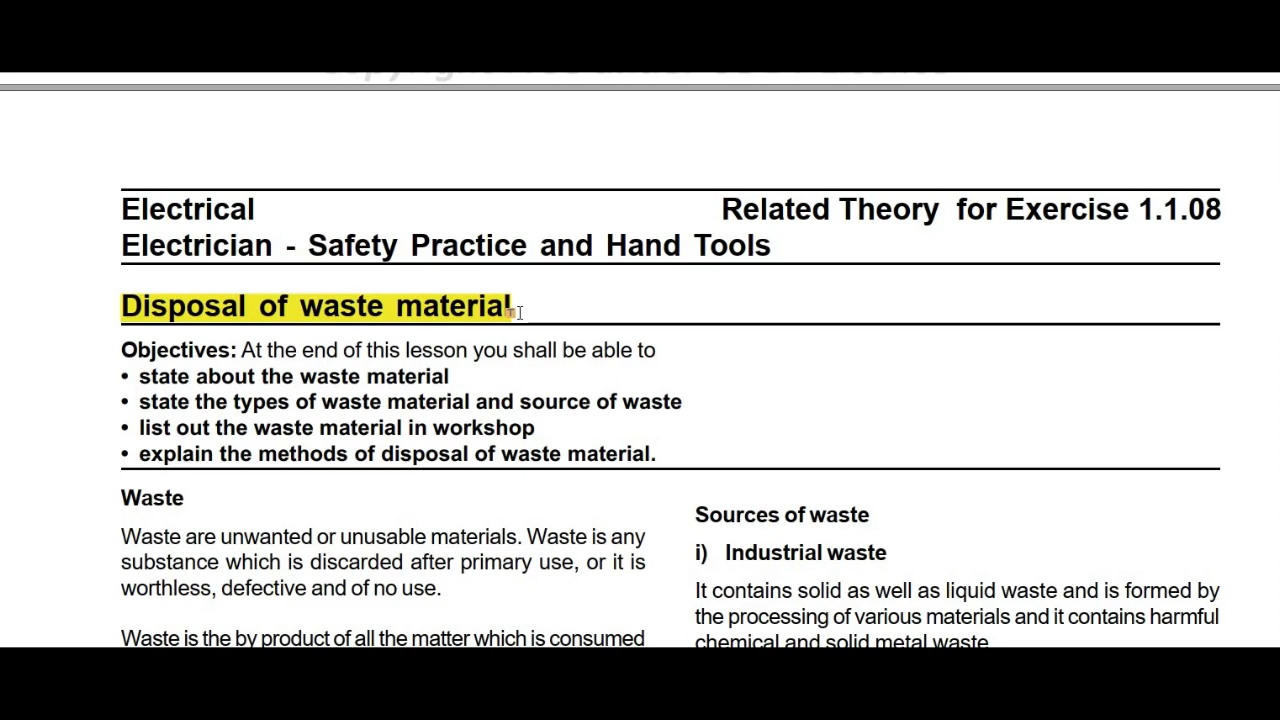 Electrical
Related Theory for Exercise 1.1.08
Electrician - Safety Practice and Hand Tools
Disposal of waste material
Objectives: At the end of this lesson you shall be able to
• state about the waste material
• state the types of waste material and source of waste
• list out the waste material in workshop
• explain the methods of disposal of waste material.
Waste
Waste are unwanted or unusable materials. Waste is any
substance which is discarded after primary use, or it is
worthless, defective and of no use.
Waste is the by product of all the matter which is consumed
Sources of waste
i) Industrial waste
It contains solid as well as liquid waste and is formed by
the processing of various materials and it contains harmful
chemical and solid metal waste.